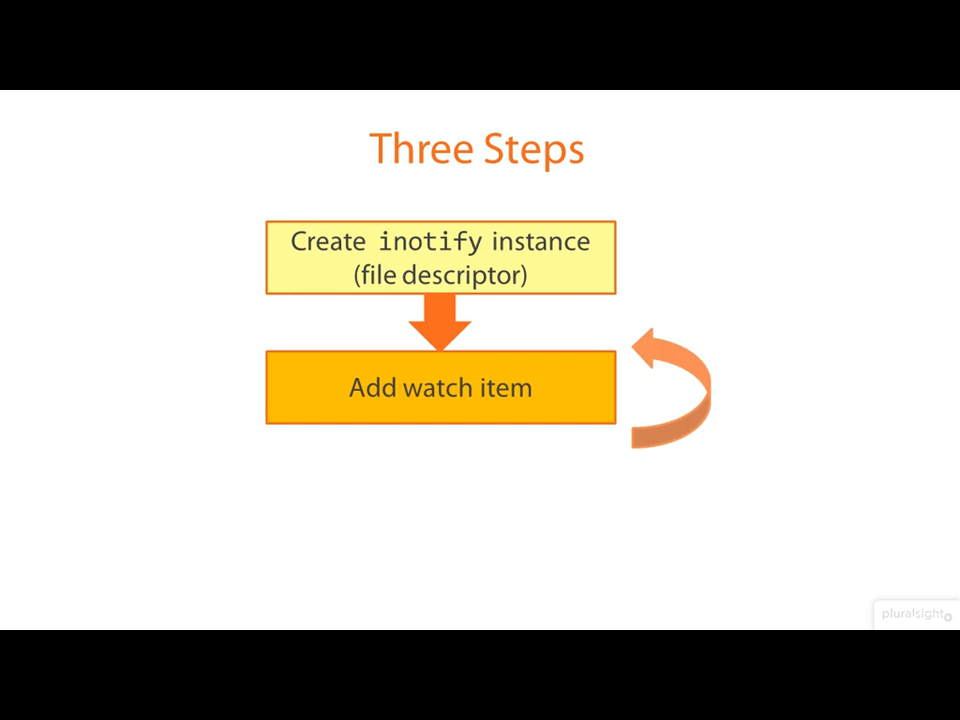 Three Steps
Create inotify instance
(file descriptor)
Add watch item
pluralsight